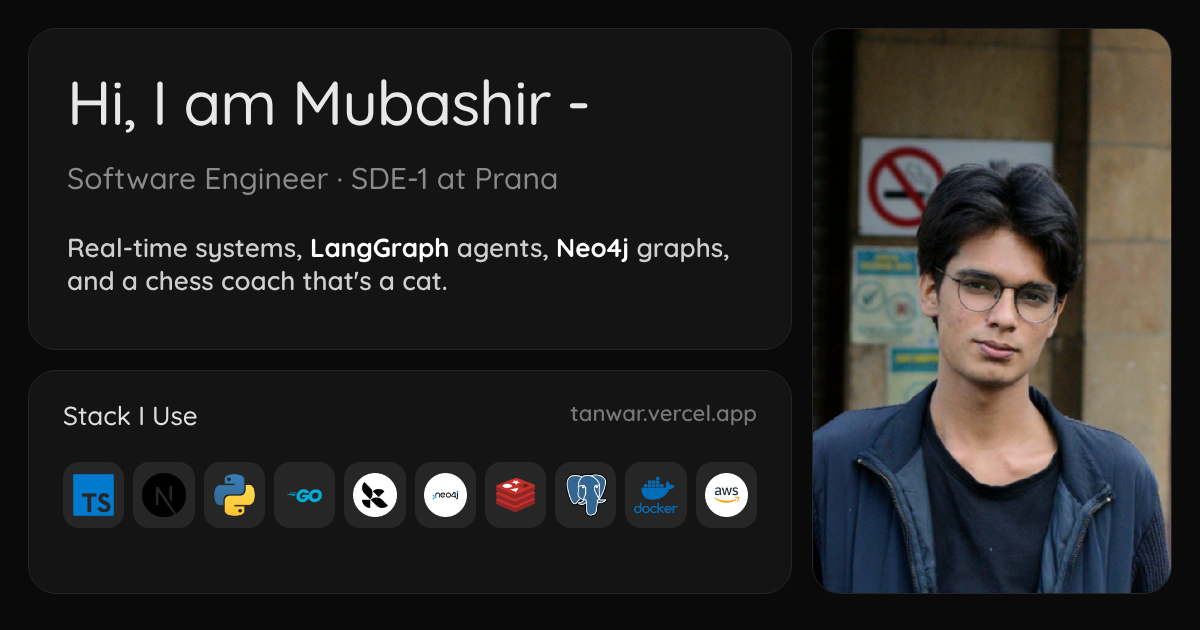 Hi, I am Mubashir -
Software Engineer · SDE-1 at Prana
Real-time systems, LangGraph agents, Neo4j graphs,
and a chess coach that's a cat.
Stack I Use
tanwar.vercel.app
TS
N
GO
neo4j
docker
aws